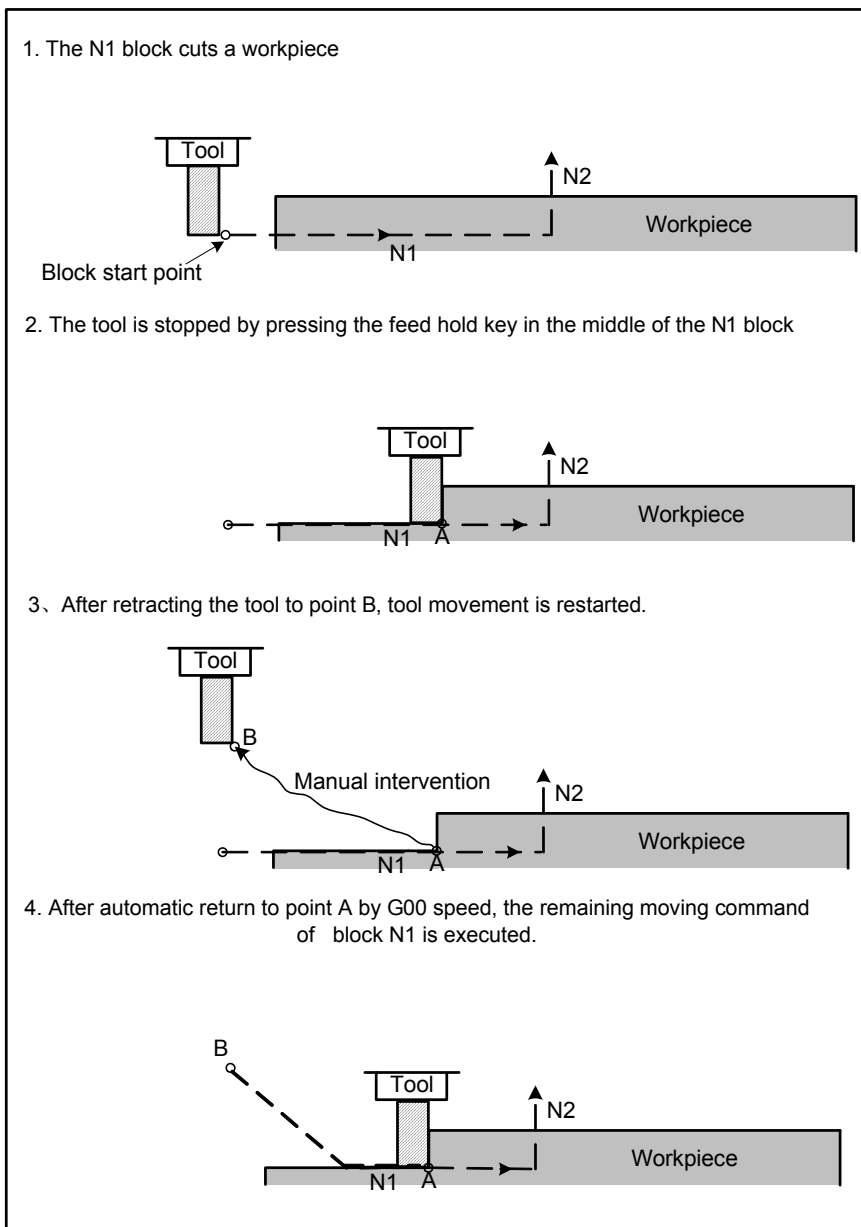 1. The N1 block cuts a workpiece
Tool
N2
Workpiece
N1
Block start point
2. The tool is stopped by pressing the feed hold key in the middle of the N1 block
Tool
N2
Workpiece
N1
A
3、After retracting the tool to point B, tool movement is restarted.
Tool
B
Manual intervention
N2
Workpiece
N1
A
4. After automatic return to point A by G00 speed, the remaining moving command
of block N1 is executed.
B
Tool
N2
Workpiece
N1
A